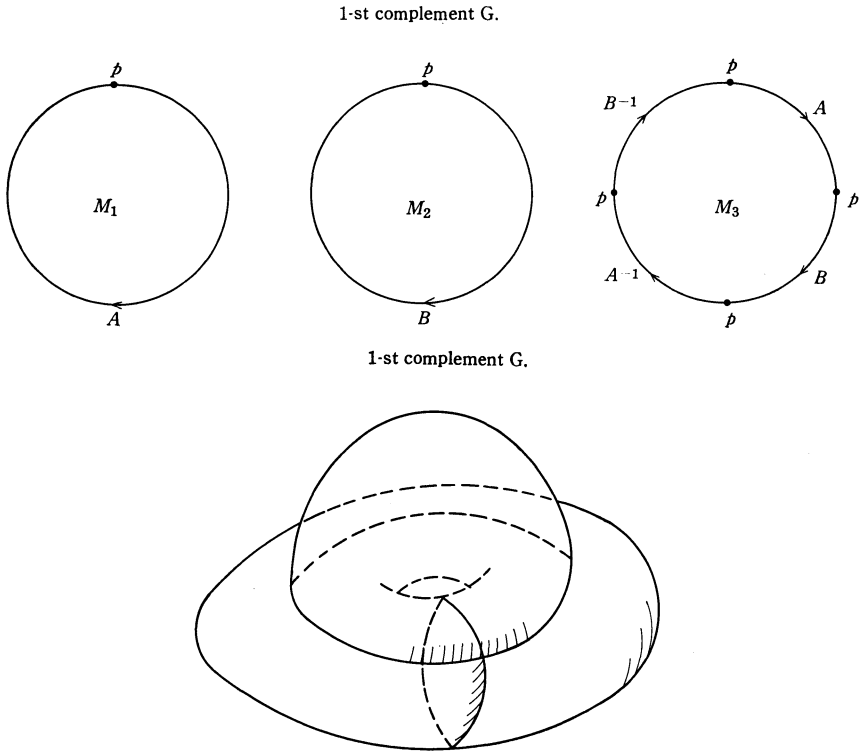 1-st complement G.
p p p
B−1 A
p M1 M2 M3 p
A−1 B
A B p
1-st complement G.